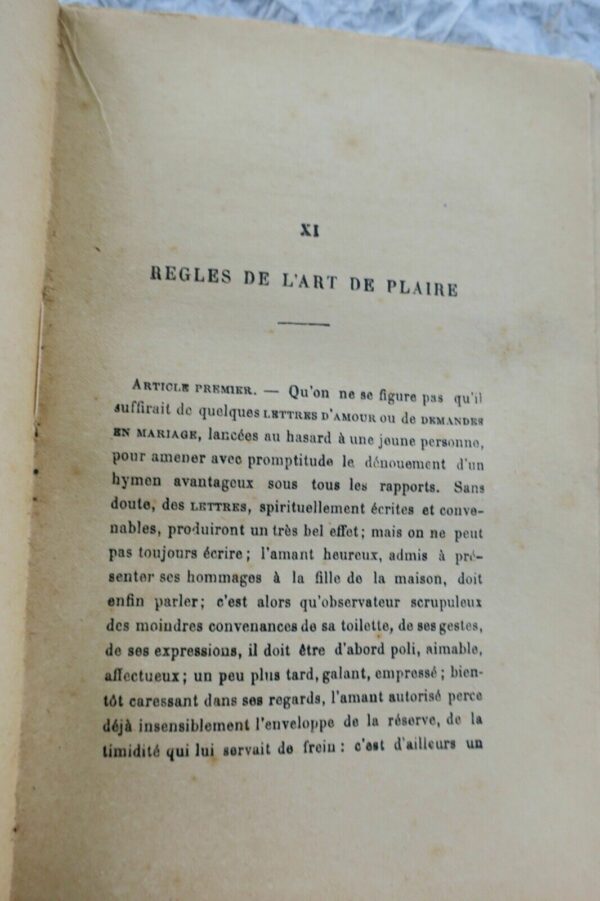 XI
REGLES DE L'ART DE PLAIRE
ARTICLE PREMIER. — Qu'on ne se figure pas qu'il
suffirait de quelques LETTRES D'AMOUR ou de DEMANDES
EN MARIAGE, lancées au hasard à une jeune personne,
pour amener avec promptitude le dénouement d'un
hymen avantageux sous tous les rapports. Sans
doute, des LETTRES, spirituellement écrites et conve-
nables, produiront un très bel effet; mais on ne peut
pas toujours écrire; l'amant heureux, admis à pré-
senter ses hommages à la fille de la maison, doit
enfin parler; c'est alors qu'observateur scrupuleux
des moindres convenances de sa toilette, de ses gestes,
de ses expressions, il doit être d'abord poli, aimable,
affectueux; un peu plus tard, galant, empressé; bien-
tôt caressant dans ses regards, l'amant autorisé perce
déjà insensiblement l'enveloppe de la réserve, de la
timidité qui lui servait de frein : c'est d'ailleurs un